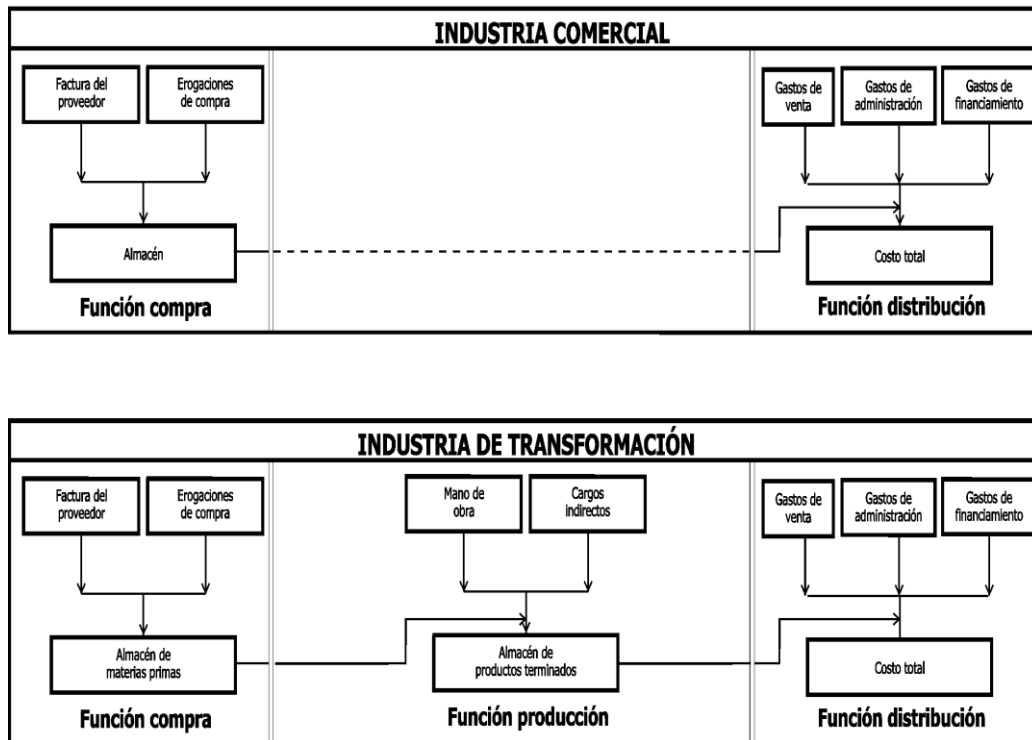 INDUSTRIA COMERCIAL
Factura del
proveedor
Erogaciones
de compra
Gastos de
venta
Gastos de
administración
Gastos de
financiamiento
Almacén
Costo total
Función compra
Función distribución
INDUSTRIA DE TRANSFORMACIÓN
Factura del
proveedor
Erogaciones
de compra
Mano de
obra
Cargos
indirectos
Gastos de
venta
Gastos de
administración
Gastos de
financiamiento
Almacén de
materias primas
Almacén de
productos terminados
Costo total
Función compra
Función producción
Función distribución